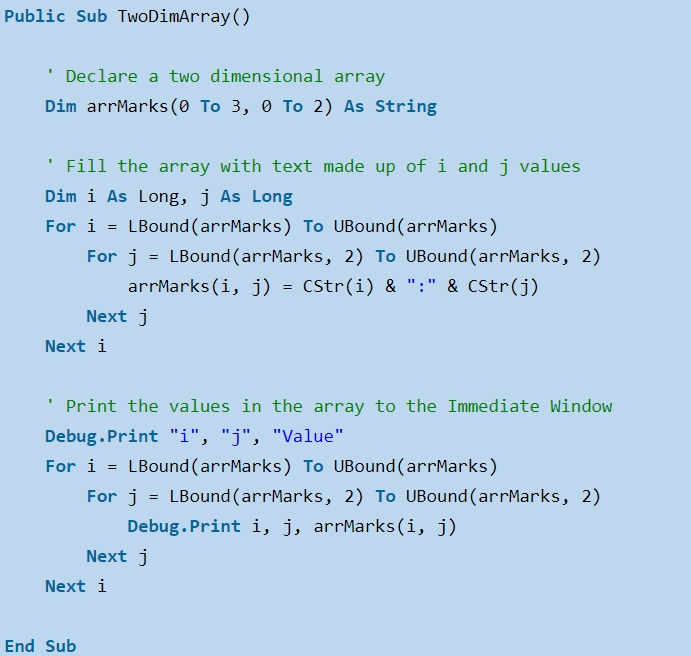 Public Sub TwoDimArray()
' Declare a two dimensional array
Dim arrMarks(0 To 3, 0 To 2) As String
' Fill the array with text made up of i and j values
Dim i As Long, j As Long
For i = LBound(arrMarks) To UBound(arrMarks)
For j = LBound(arrMarks, 2) To UBound(arrMarks, 2)
arrMarks(i, j) = CStr(i) & ":" & CStr(j)
Next j
Next i
' Print the values in the array to the Immediate Window
Debug.Print "i", "j", "Value"
For i = LBound(arrMarks) To UBound(arrMarks)
For j = LBound(arrMarks, 2) To UBound(arrMarks, 2)
Debug.Print i, j, arrMarks(i, j)
Next j
Next i
End Sub